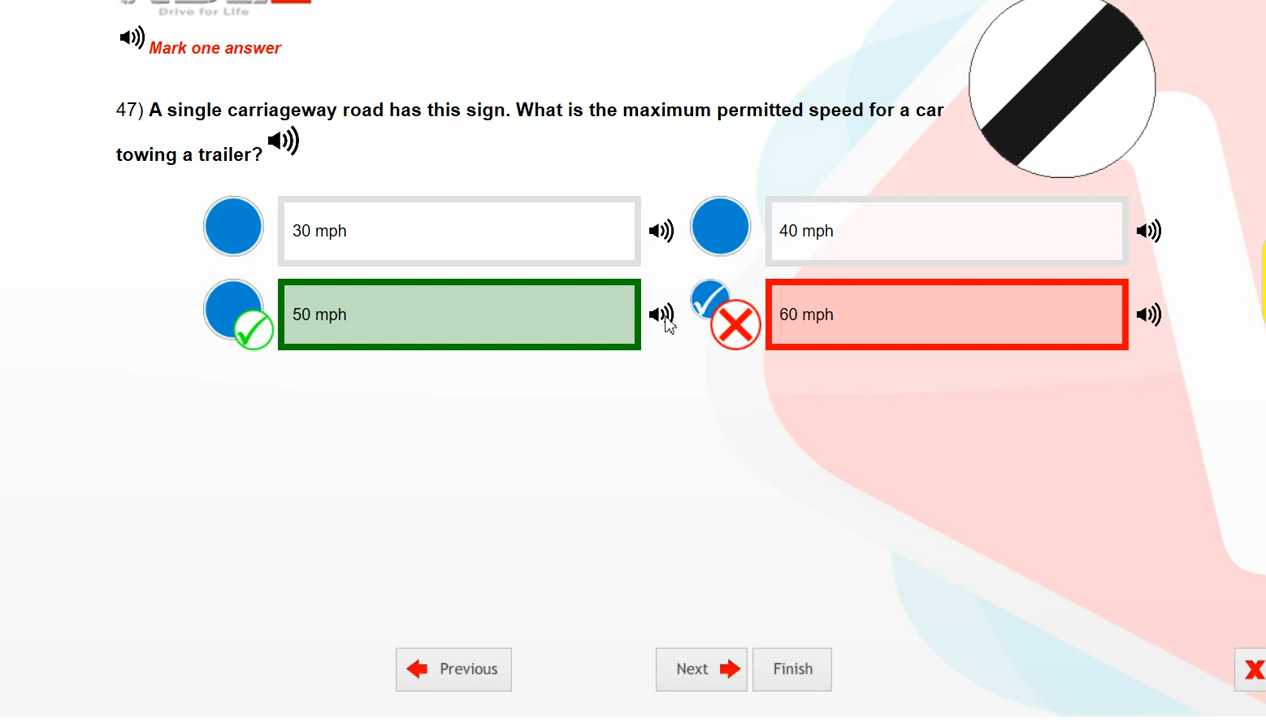 Drive for Life
Mark one answer
47) A single carriageway road has this sign. What is the maximum permitted speed for a car
towing a trailer?
30 mph
40 mph
50 mph
60 mph
Previous
Next
Finish
X